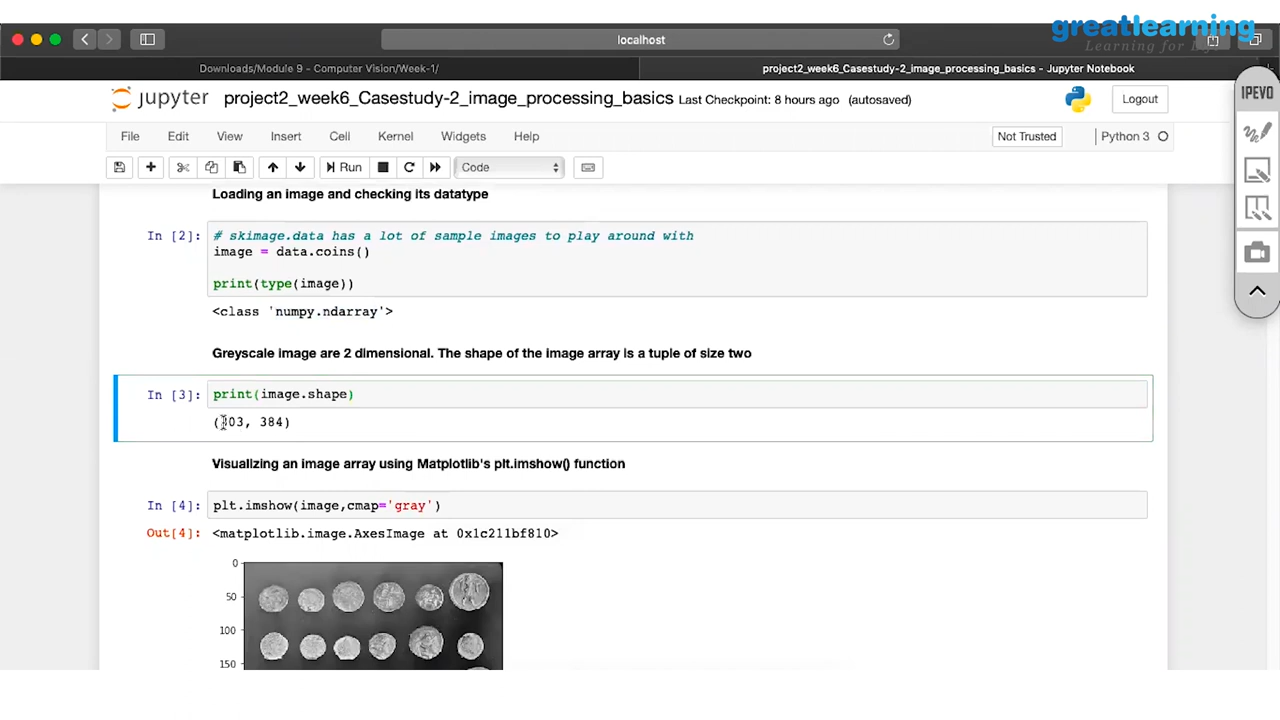 greatlearning
Learning for Life
localhost
Downloads/Module 9 - Computer Vision/Week-1/
project2_week6_Casestudy-2_image_processing_basics - Jupyter Notebook
IPEVO
jupyter project2_week6_Casestudy-2_image_processing_basics Last Checkpoint: 8 hours ago (autosaved)
Logout
File Edit View Insert Cell Kernel Widgets Help
Not Trusted
Python 3
Run
Code
Loading an image and checking its datatype
In [2]: # skimage.data has a lot of sample images to play around with
image = data.coins()
print(type(image))
<class 'numpy.ndarray'>
Greyscale image are 2 dimensional. The shape of the image array is a tuple of size two
In [3]: print(image.shape)
(303, 384)
Visualizing an image array using Matplotlib's plt.imshow() function
In [4]: plt.imshow(image,cmap='gray')
Out[4]: <matplotlib.image.AxesImage at 0x1c211bf810>
0
50
100
150